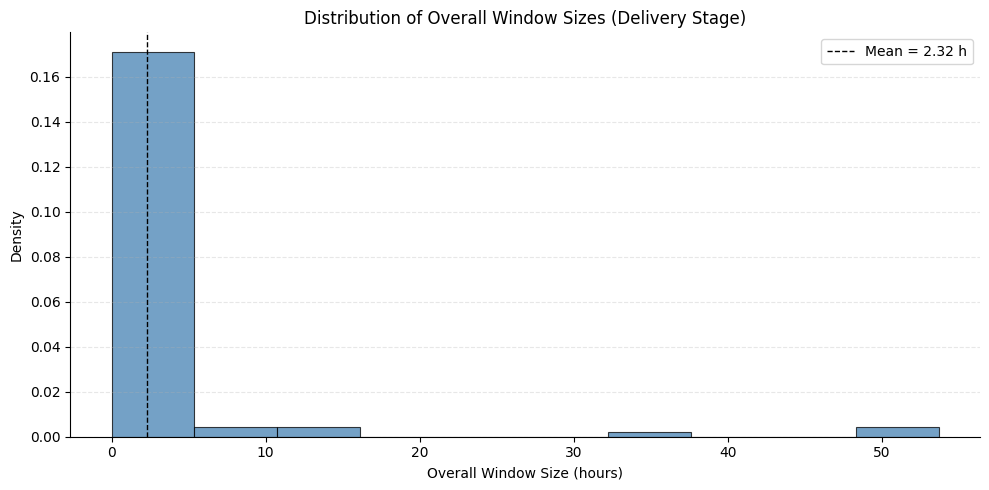 Distribution of Overall Window Sizes (Delivery Stage)
Mean = 2.32 h
Density
0.16
0.14
0.12
0.10
0.08
0.06
0.04
0.02
0.00
0 10 20 30 40 50
Overall Window Size (hours)